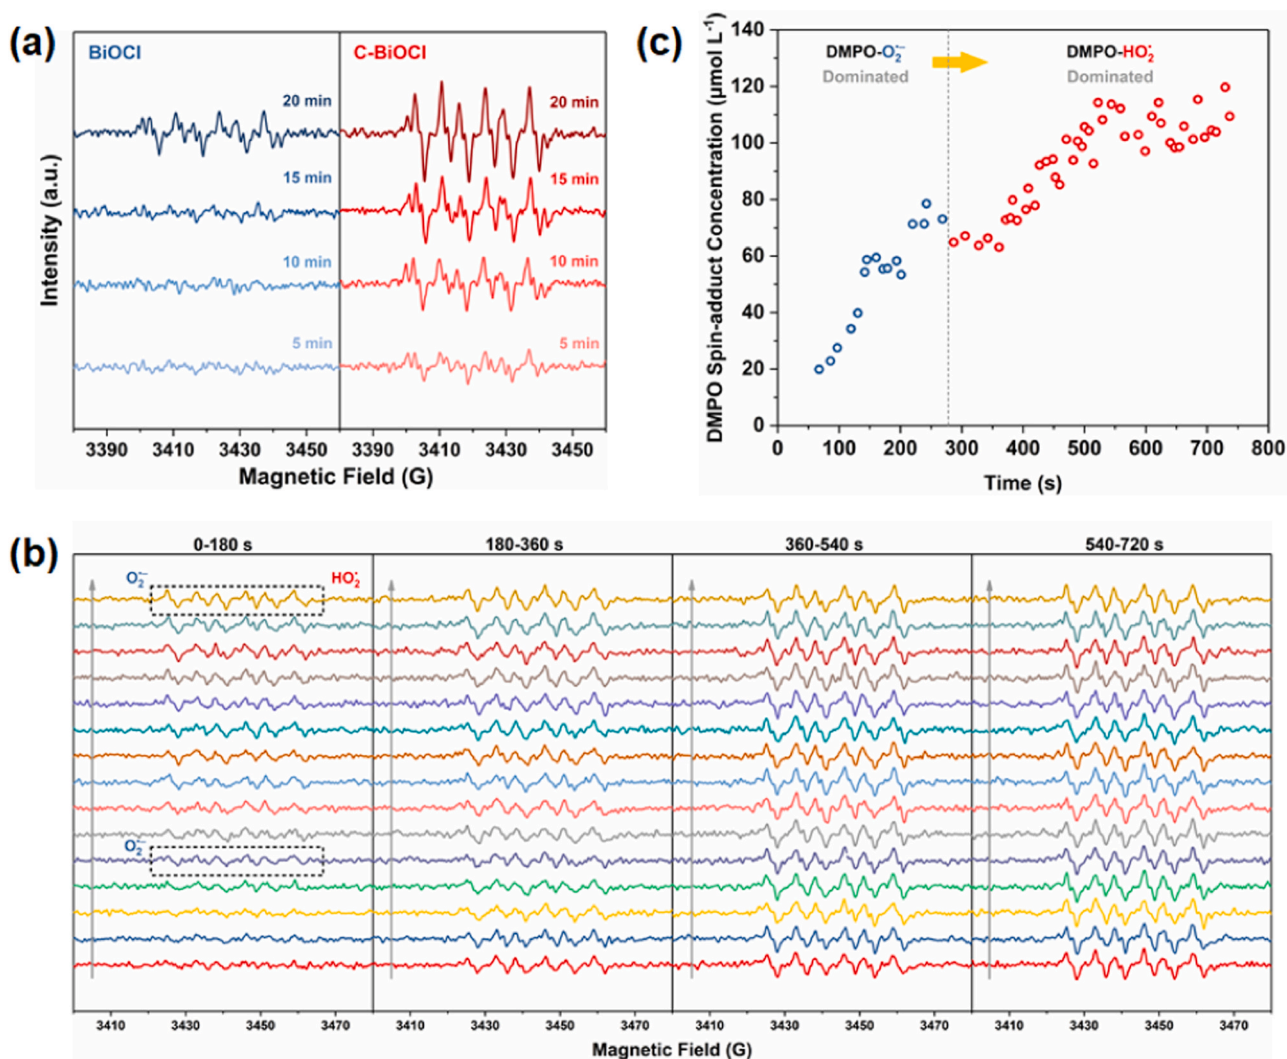 (a)
BiOCl
C-BiOCl
20 min
20 min
15 min
15 min
10 min
10 min
5 min
5 min
Intensity (a.u.)
3390 3410 3430 3450 3390 3410 3430 3450
Magnetic Field (G)
(c)
DMPO Spin-adduct Concentration (μmol L⁻¹)
140
120
100
80
60
40
20
0
DMPO-O₂•⁻
Dominated
DMPO-HO₂•
Dominated
0 100 200 300 400 500 600 700 800
Time (s)
(b)
0-180 s 180-360 s 360-540 s 540-720 s
O₂•⁻ HO₂•
O₂•⁻
3410 3430 3450 3470 3410 3430 3450 3470 3410 3430 3450 3470 3410 3430 3450 3470
Magnetic Field (G)